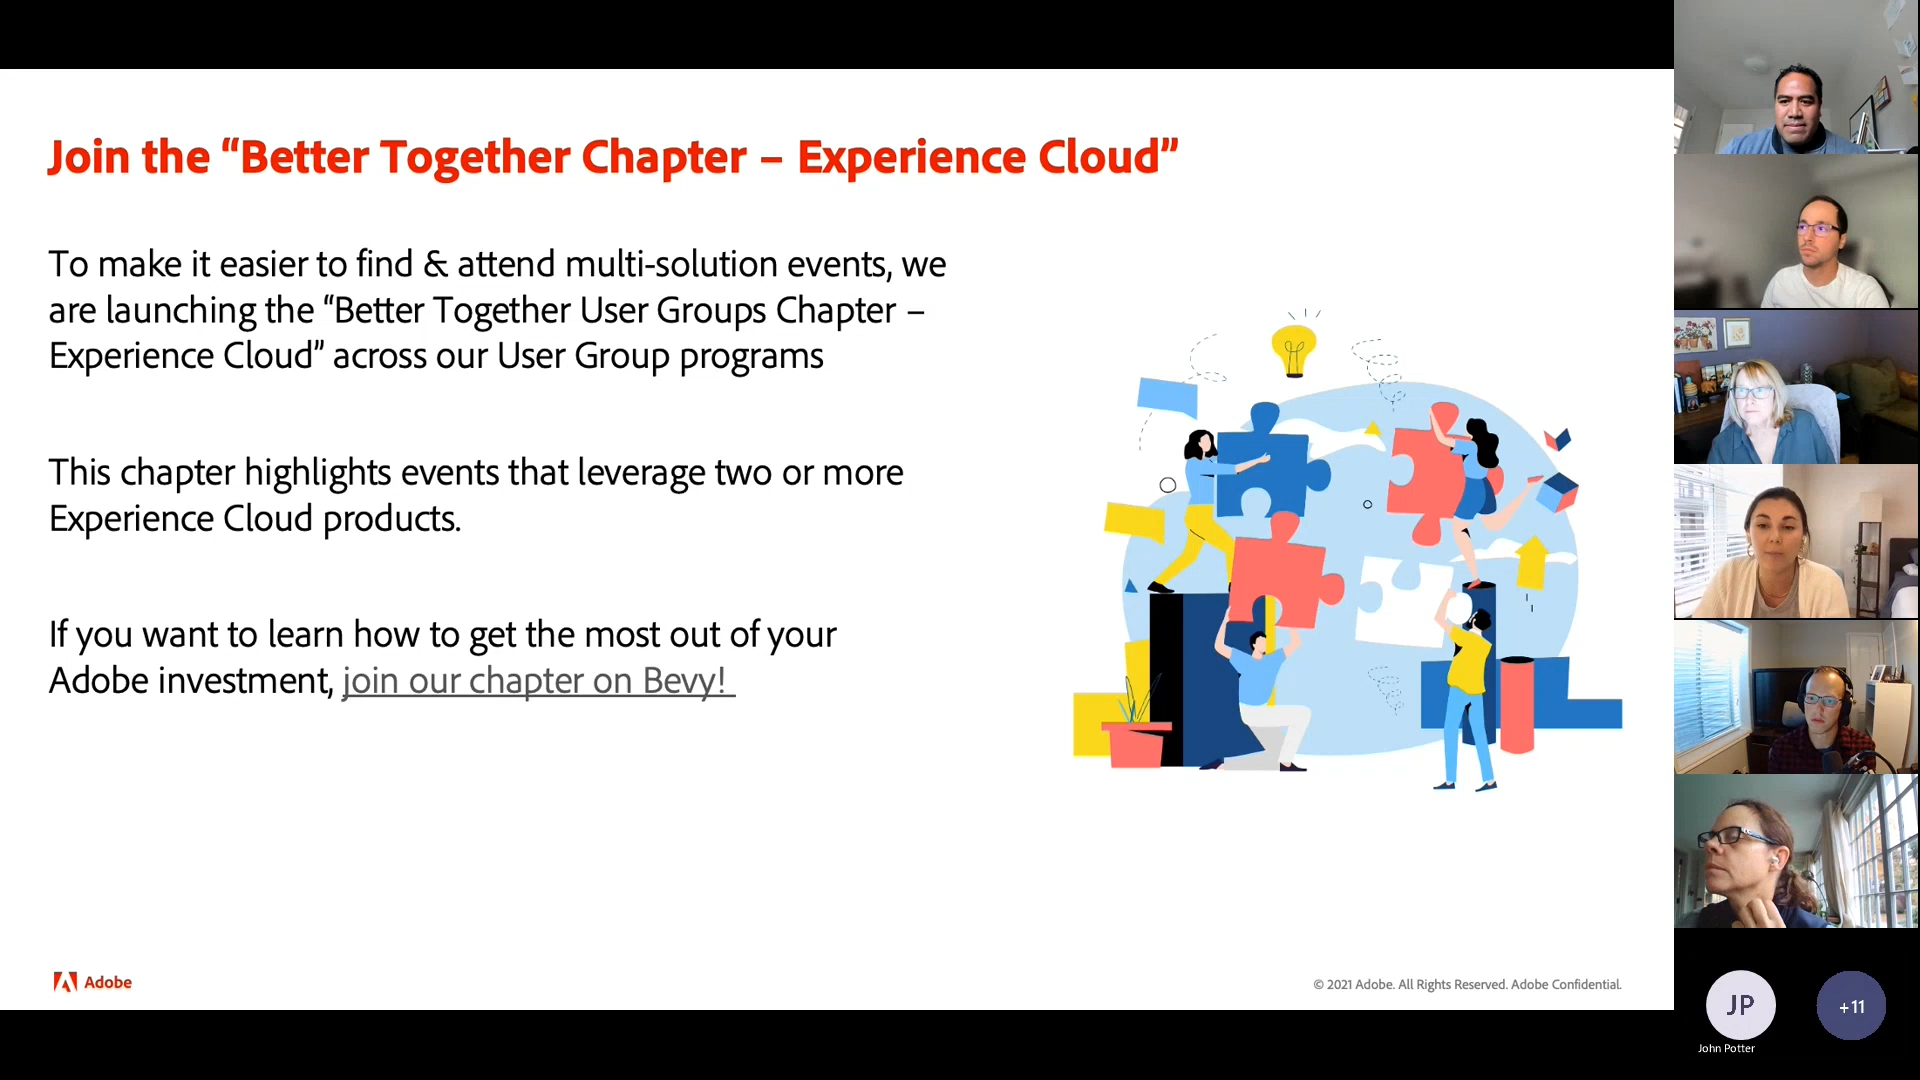 Join the “Better Together Chapter – Experience Cloud”
To make it easier to find & attend multi-solution events, we
are launching the “Better Together User Groups Chapter –
Experience Cloud” across our User Group programs
This chapter highlights events that leverage two or more
Experience Cloud products.
If you want to learn how to get the most out of your
Adobe investment, join our chapter on Bevy!
Adobe
© 2021 Adobe. All Rights Reserved. Adobe Confidential.
JP
John Potter
+11